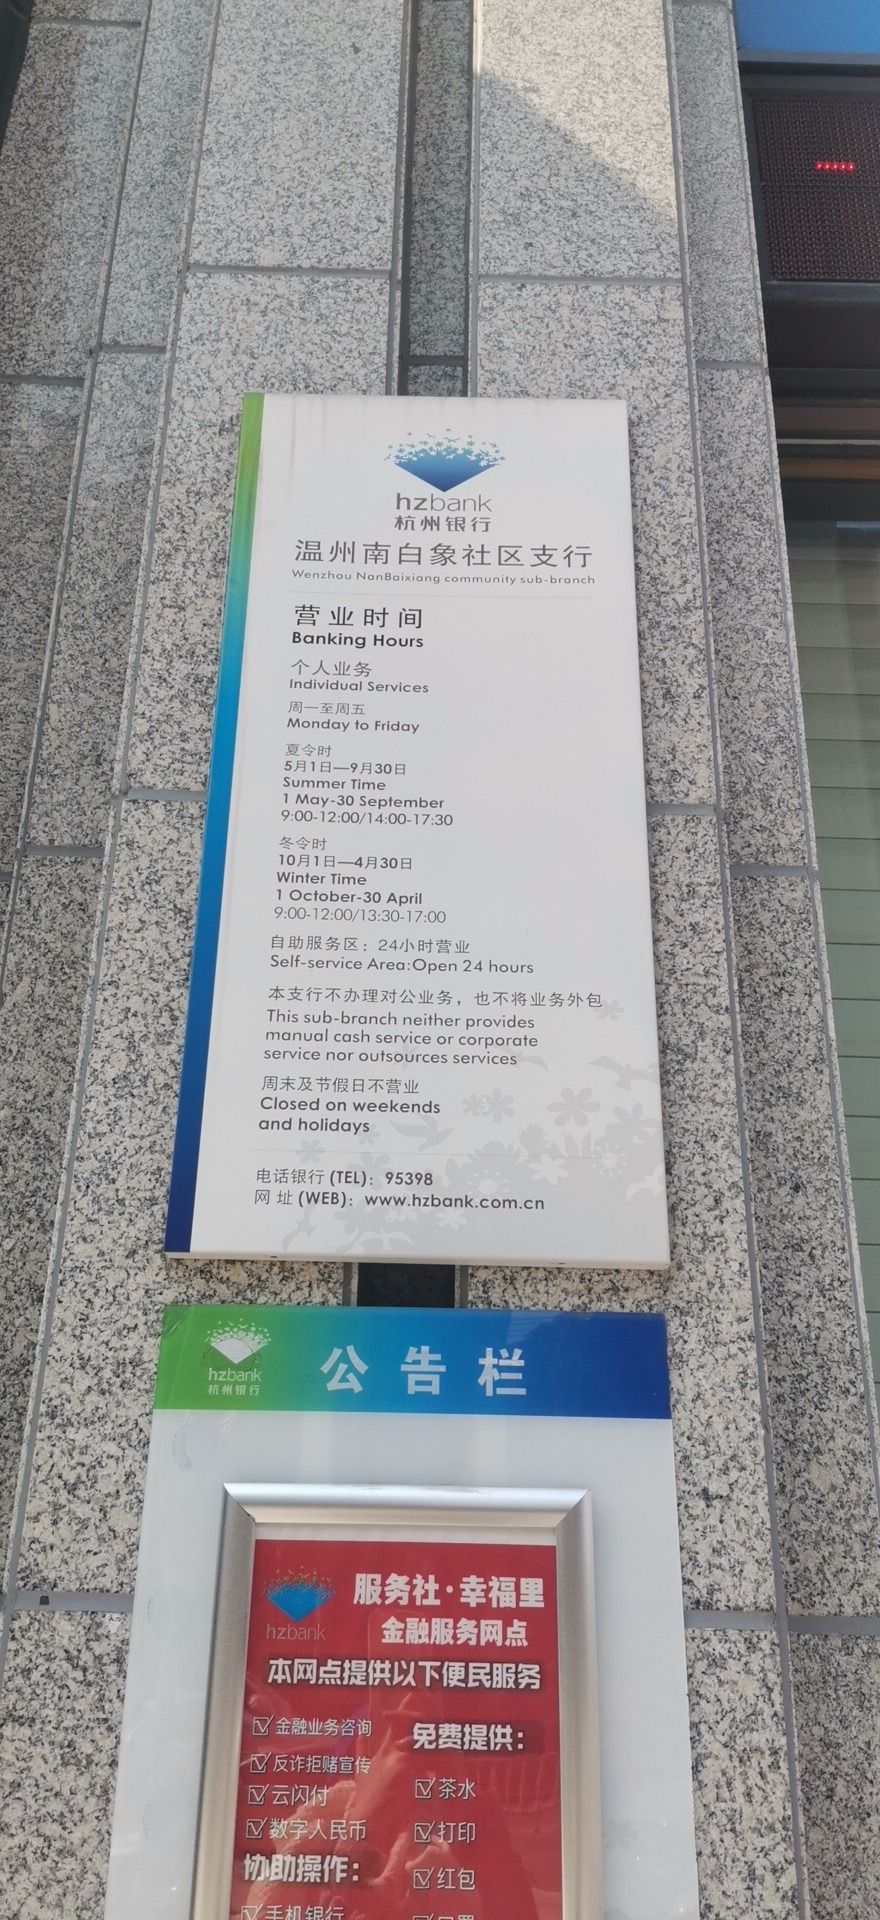 hzbank
杭州银行
温州南白象社区支行
Wenzhou NanBaixiang community sub-branch
营业时间
Banking Hours
个人业务
Individual Services
周一至周五
Monday to Friday
夏令时
5月1日—9月30日
Summer Time
1 May-30 September
9:00-12:00/14:00-17:30
冬令时
10月1日—4月30日
Winter Time
1 October-30 April
9:00-12:00/13:30-17:00
自助服务区：24小时营业
Self-service Area:Open 24 hours
本支行不办理对公业务，也不将业务外包
This sub-branch neither provides
manual cash service or corporate
service nor outsources services
周末及节假日不营业
Closed on weekends
and holidays
电话银行 (TEL)：95398
网 址 (WEB)：www.hzbank.com.cn
hzbank
杭州银行
公告栏
hzbank
服务社·幸福里
金融服务网点
本网点提供以下便民服务
金融业务咨询
反诈拒赌宣传
云闪付
数字人民币
协助操作：
手机银行
免费提供：
茶水
打印
红包